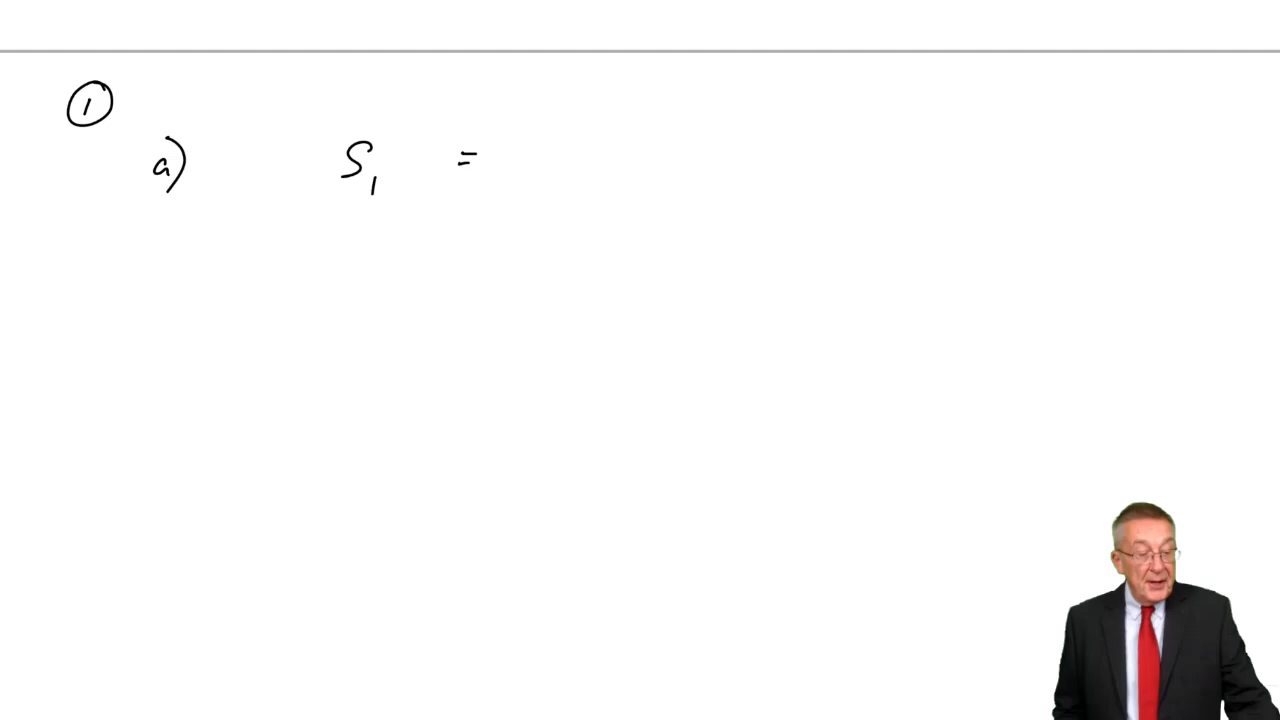 ①
a) S₁ =